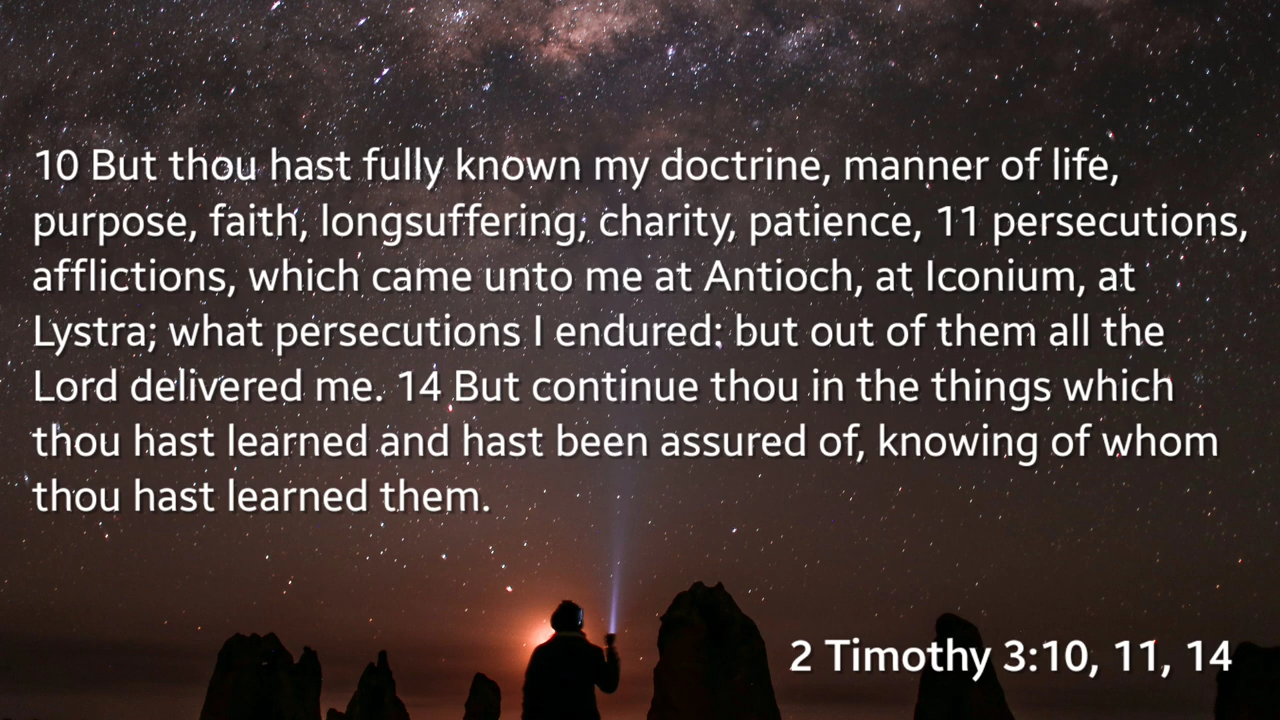 10 But thou hast fully known my doctrine, manner of life,
purpose, faith, longsuffering, charity, patience, 11 persecutions,
afflictions, which came unto me at Antioch, at Iconium, at
Lystra; what persecutions I endured: but out of them all the
Lord delivered me. 14 But continue thou in the things which
thou hast learned and hast been assured of, knowing of whom
thou hast learned them.
2 Timothy 3:10, 11, 14